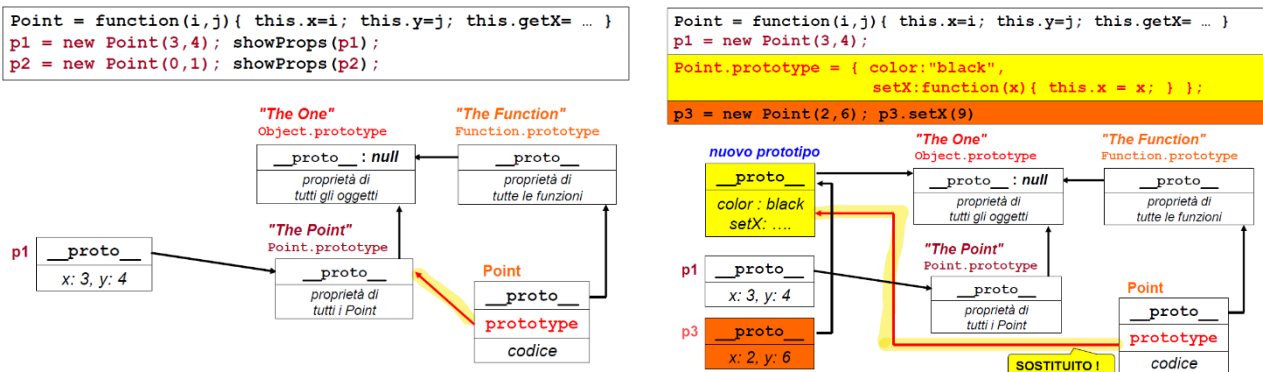 Point = function(i,j){ this.x=i; this.y=j; this.getX= … }
p1 = new Point(3,4); showProps(p1);
p2 = new Point(0,1); showProps(p2);
"The One"
Object.prototype
__proto__ : null
proprietà di
tutti gli oggetti
"The Function"
Function.prototype
__proto__
proprietà di
tutte le funzioni
p1
__proto__
x: 3, y: 4
"The Point"
Point.prototype
__proto__
proprietà di
tutti i Point
Point
__proto__
prototype
codice
Point = function(i,j){ this.x=i; this.y=j; this.getX= … }
p1 = new Point(3,4);
Point.prototype = { color:"black",
setX:function(x){ this.x = x; } };
p3 = new Point(2,6); p3.setX(9)
nuovo prototipo
__proto__
color : black
setX: ….
"The One"
Object.prototype
__proto__ : null
proprietà di
tutti gli oggetti
"The Function"
Function.prototype
__proto__
proprietà di
tutte le funzioni
p1
__proto__
x: 3, y: 4
"The Point"
Point.prototype
__proto__
proprietà di
tutti i Point
p3
__proto__
x: 2, y: 6
Point
__proto__
prototype
codice
SOSTITUITO !